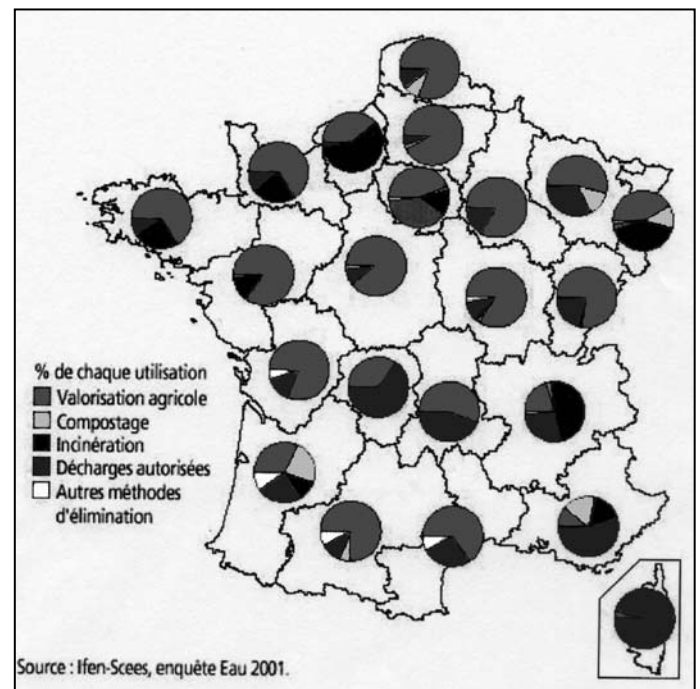 % de chaque utilisation
Valorisation agricole
Compostage
Incinération
Décharges autorisées
Autres méthodes
d'élimination
Source : Ifen-Scees, enquête Eau 2001.